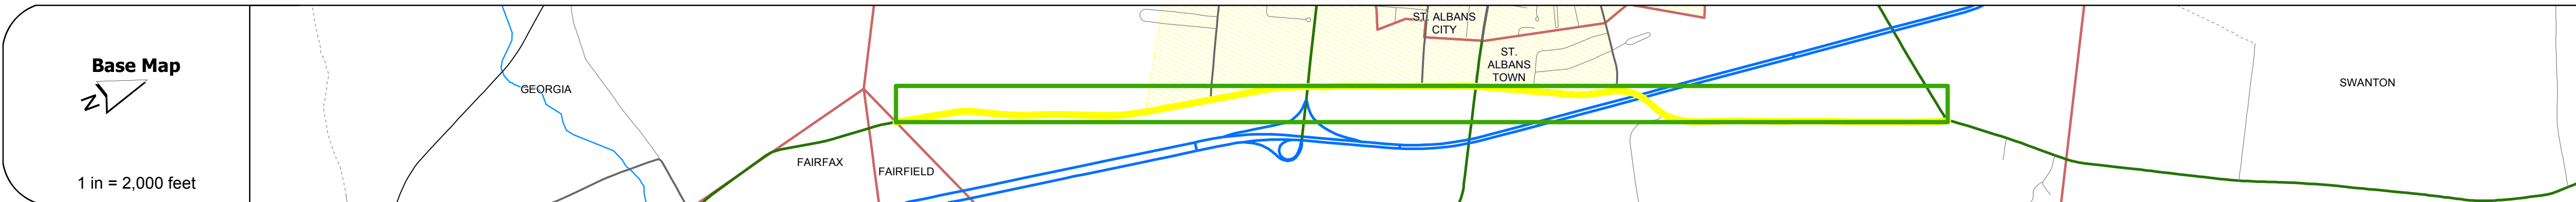 Base Map
N
1 in = 2,000 feet
GEORGIA
FAIRFAX
FAIRFIELD
ST. ALBANS
CITY
ST.
ALBANS
TOWN
SWANTON